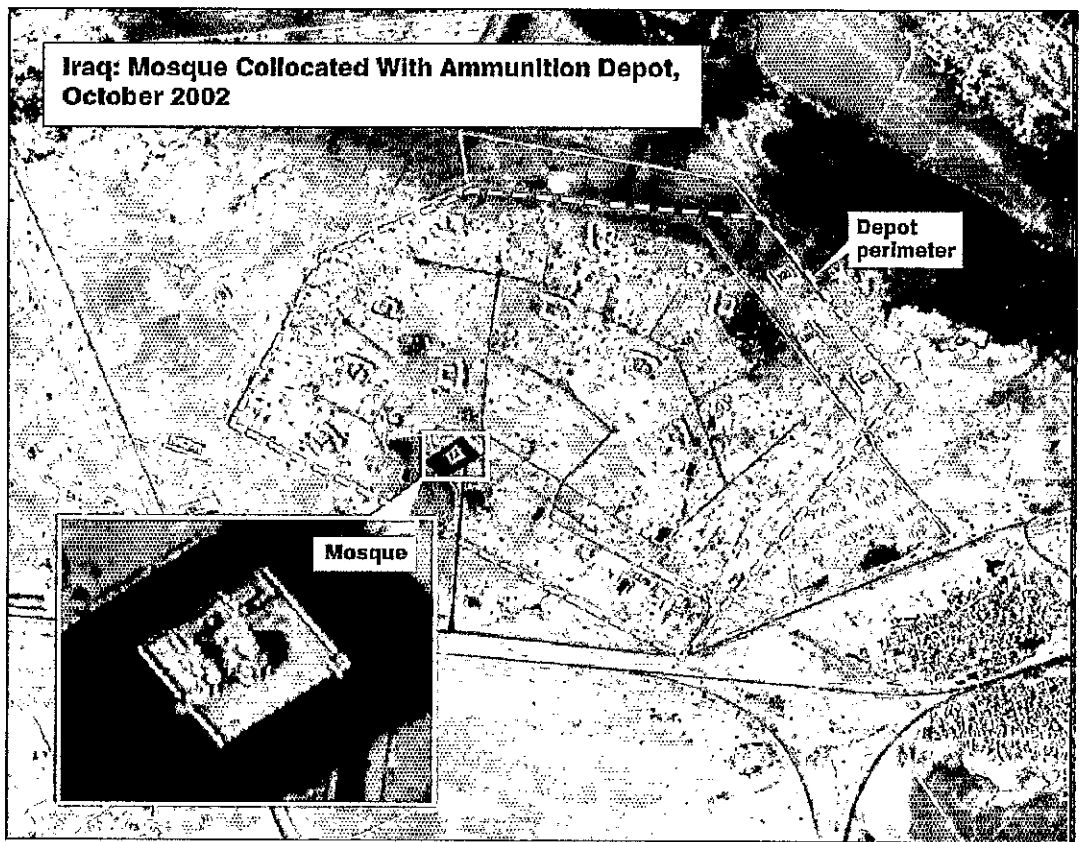 Iraq: Mosque Collocated With Ammunition Depot,
October 2002
Depot
perimeter
Mosque